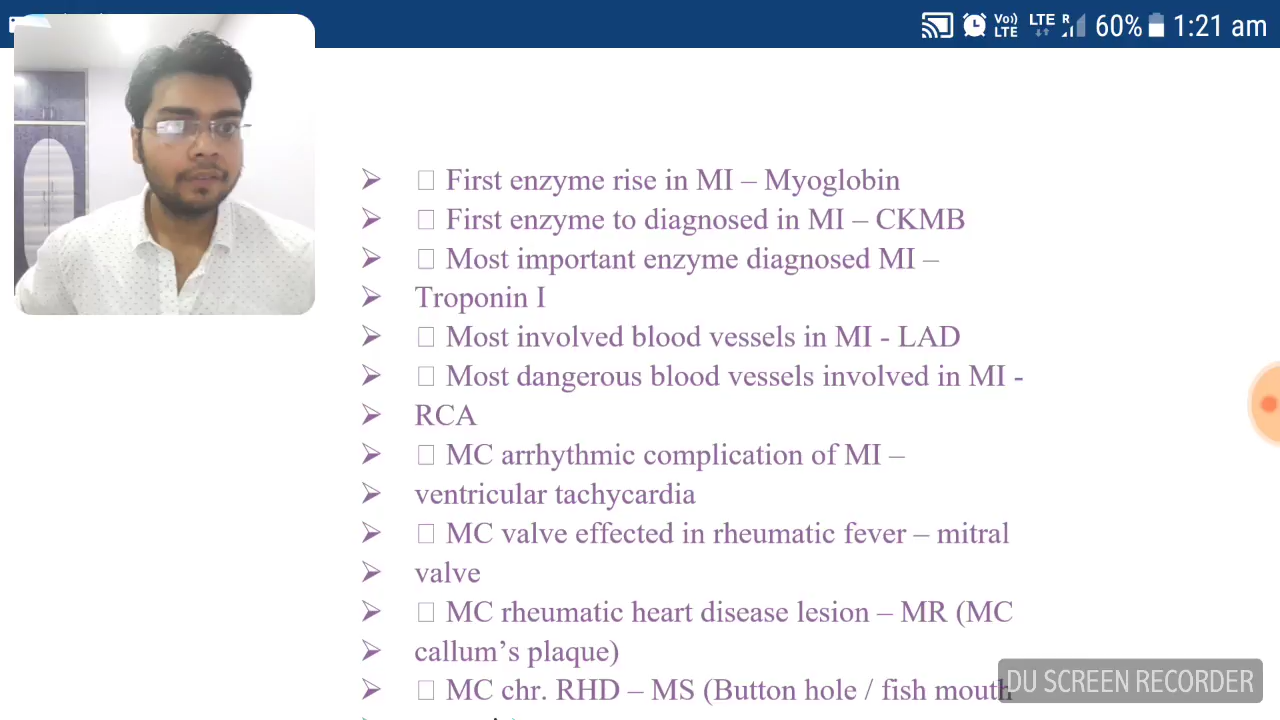 Vo)) LTE LTE R 60% 1:21 am
➢ □ First enzyme rise in MI – Myoglobin
➢ □ First enzyme to diagnosed in MI – CKMB
➢ □ Most important enzyme diagnosed MI –
➢ Troponin I
➢ □ Most involved blood vessels in MI - LAD
➢ □ Most dangerous blood vessels involved in MI -
➢ RCA
➢ □ MC arrhythmic complication of MI –
➢ ventricular tachycardia
➢ □ MC valve effected in rheumatic fever – mitral
➢ valve
➢ □ MC rheumatic heart disease lesion – MR (MC
➢ callum's plaque)
➢ □ MC chr. RHD – MS (Button hole / fish mouth
DU SCREEN RECORDER